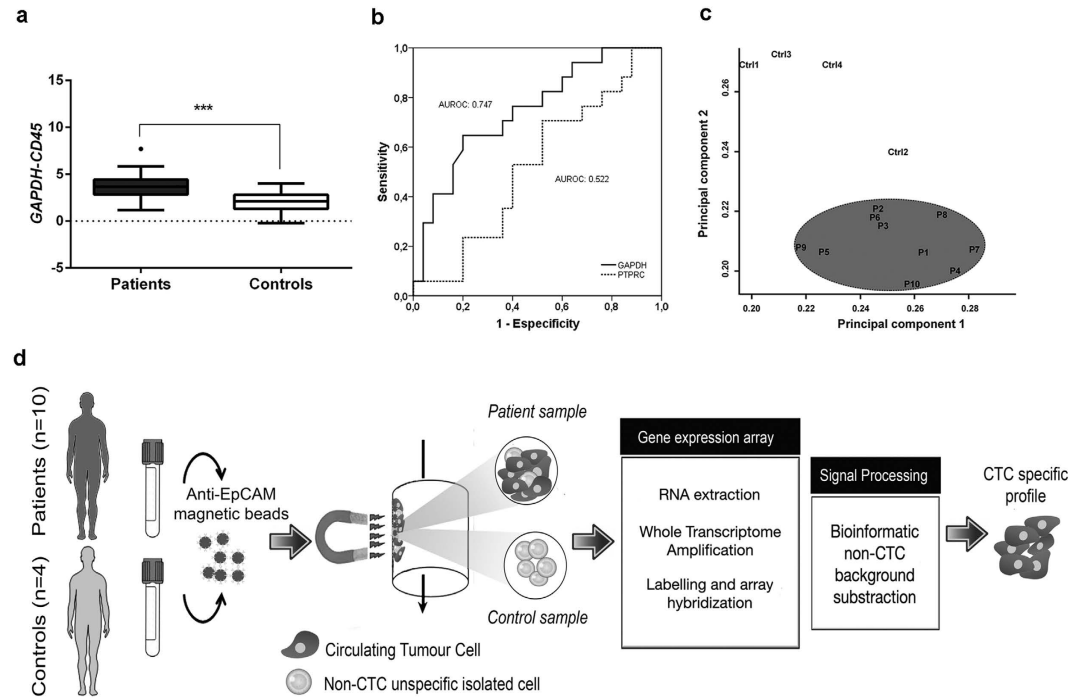 a
GAPDH-CD45
15
10
5
0
-5
***
Patients
Controls
b
Sensitivity
1,0
0,8
0,6
0,4
0,2
0,0
AUROC: 0.747
AUROC: 0.522
GAPDH
PTPRC
0,0 0,2 0,4 0,6 0,8 1,0
1 - Especificity
c
Principal component 2
0.26
0.24
0.22
0.20
Ctrl1
Ctrl3
Ctrl4
Ctrl2
P2
P6
P3
P8
P9
P5
P1
P7
P4
P10
0.20 0.21 0.22 0.24 0.25 0.26 0.28
Principal component 1
d
Patients (n=10)
Controls (n=4)
Anti-EpCAM
magnetic beads
Patient sample
Control sample
Circulating Tumour Cell
Non-CTC unspecific isolated cell
Gene expression array
RNA extraction
Whole Transcriptome
Amplification
Labelling and array
hybridization
Signal Processing
Bioinformatic
non-CTC
background
substraction
CTC specific
profile